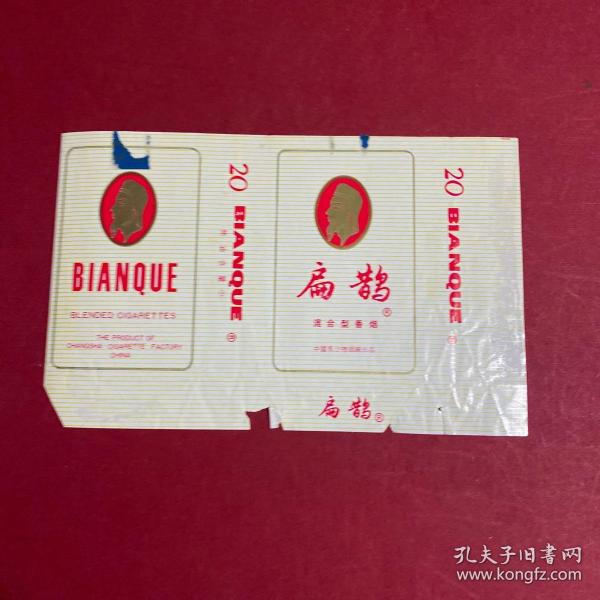 BIANQUE
BLENDED CIGARETTES
THE PRODUCT OF
CHANGSHA CIGARETTE FACTORY
CHINA
20 BIANQUE ®
扁鹊®
混合型香烟
扁鹊®
20 BIANQUE ®
孔夫子旧书网
www.kongfz.com